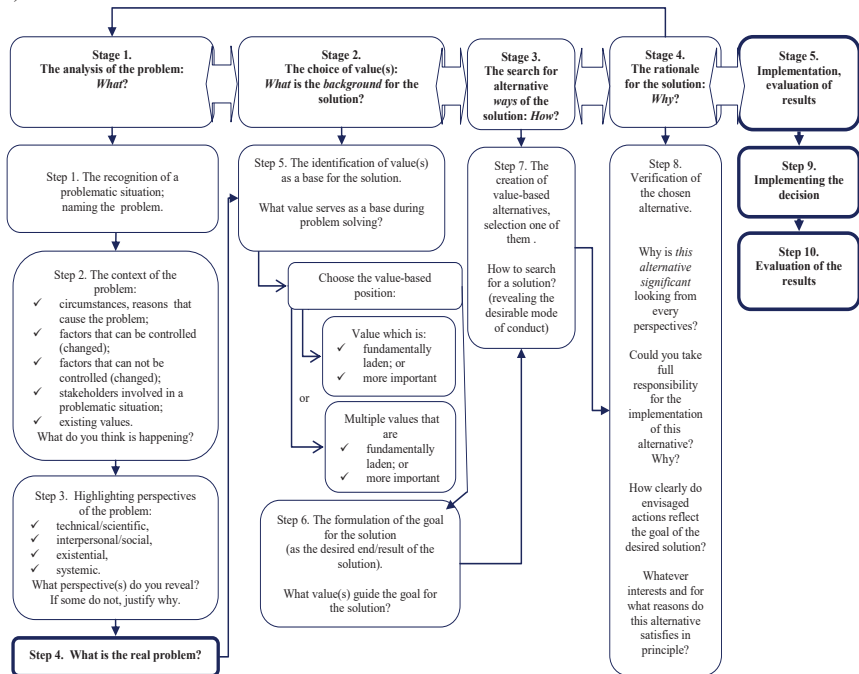 Stage 1.
The analysis of the problem:
What?
Stage 2.
The choice of value(s):
What is the background for the
solution?
Stage 3.
The search for
alternative
ways of the
solution: How?
Stage 4.
The rationale
for the solution:
Why?
Stage 5.
Implementation,
evaluation of
results
Step 1. The recognition of a
problematic situation;
naming the problem.
Step 2. The context of the
problem:
✓ circumstances, reasons that
cause the problem;
✓ factors that can be controlled
(changed);
✓ factors that can not be
controlled (changed);
✓ stakeholders involved in a
problematic situation;
✓ existing values.
What do you think is happening?
Step 3. Highlighting perspectives
of the problem:
✓ technical/scientific,
✓ interpersonal/social,
✓ existential,
✓ systemic.
What perspective(s) do you reveal?
If some do not, justify why.
Step 4. What is the real problem?
Step 5. The identification of value(s)
as a base for the solution.
What value serves as a base during
problem solving?
Choose the value-based
position:
Value which is:
✓ fundamentally
laden; or
✓ more important
or
Multiple values that
are
✓ fundamentally
laden; or
✓ more important
Step 6. The formulation of the goal
for the solution
(as the desired end/result of the
solution).
What value(s) guide the goal for
the solution?
Step 7. The
creation of
value-based
alternatives,
selection one of
them .
How to search
for a solution?
(revealing the
desirable mode
of conduct)
Step 8.
Verification of
the chosen
alternative.
Why is this
alternative
significant
looking from
every
perspectives?
Could you take
full
responsibility
for the
implementation
of this
alternative?
Why?
How clearly do
envisaged
actions reflect
the goal of the
desired solution?
Whatever
interests and for
what reasons do
this alternative
satisfies in
principle?
Step 9.
Implementing the
decision
Step 10.
Evaluation of the
results